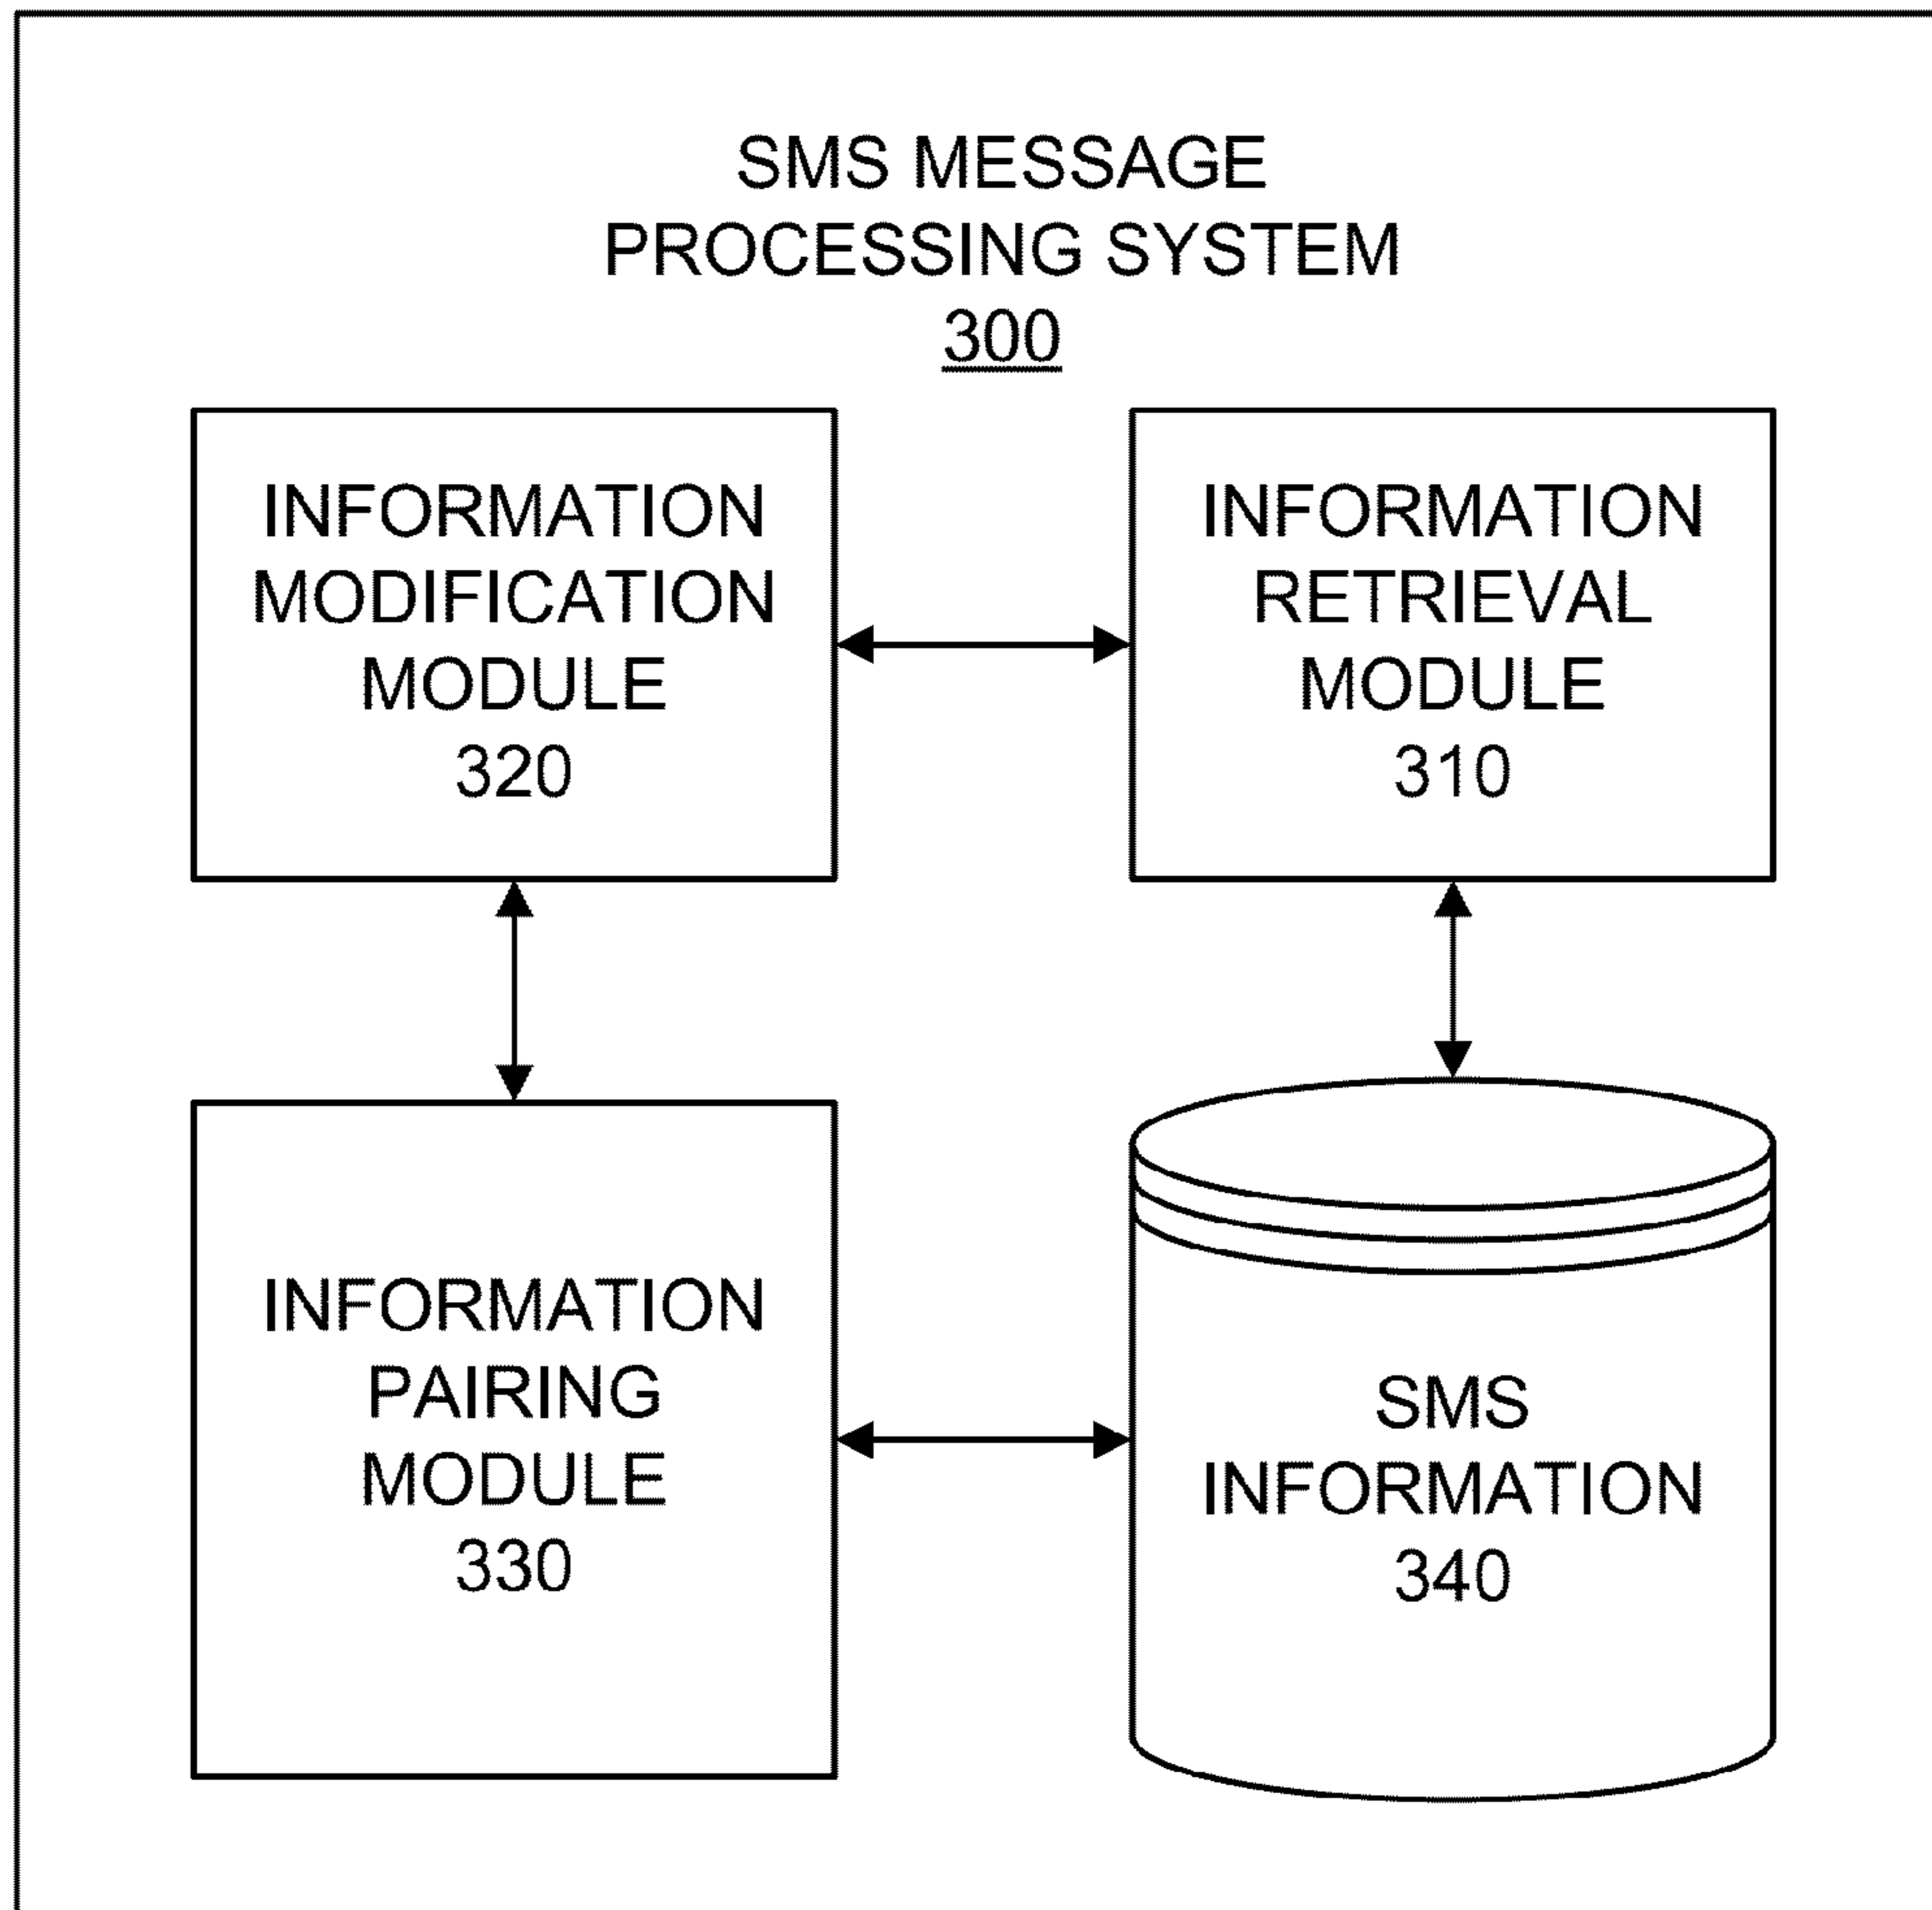 SMS MESSAGE
PROCESSING SYSTEM
300
INFORMATION
MODIFICATION
MODULE
320
INFORMATION
RETRIEVAL
MODULE
310
INFORMATION
PAIRING
MODULE
330
SMS
INFORMATION
340